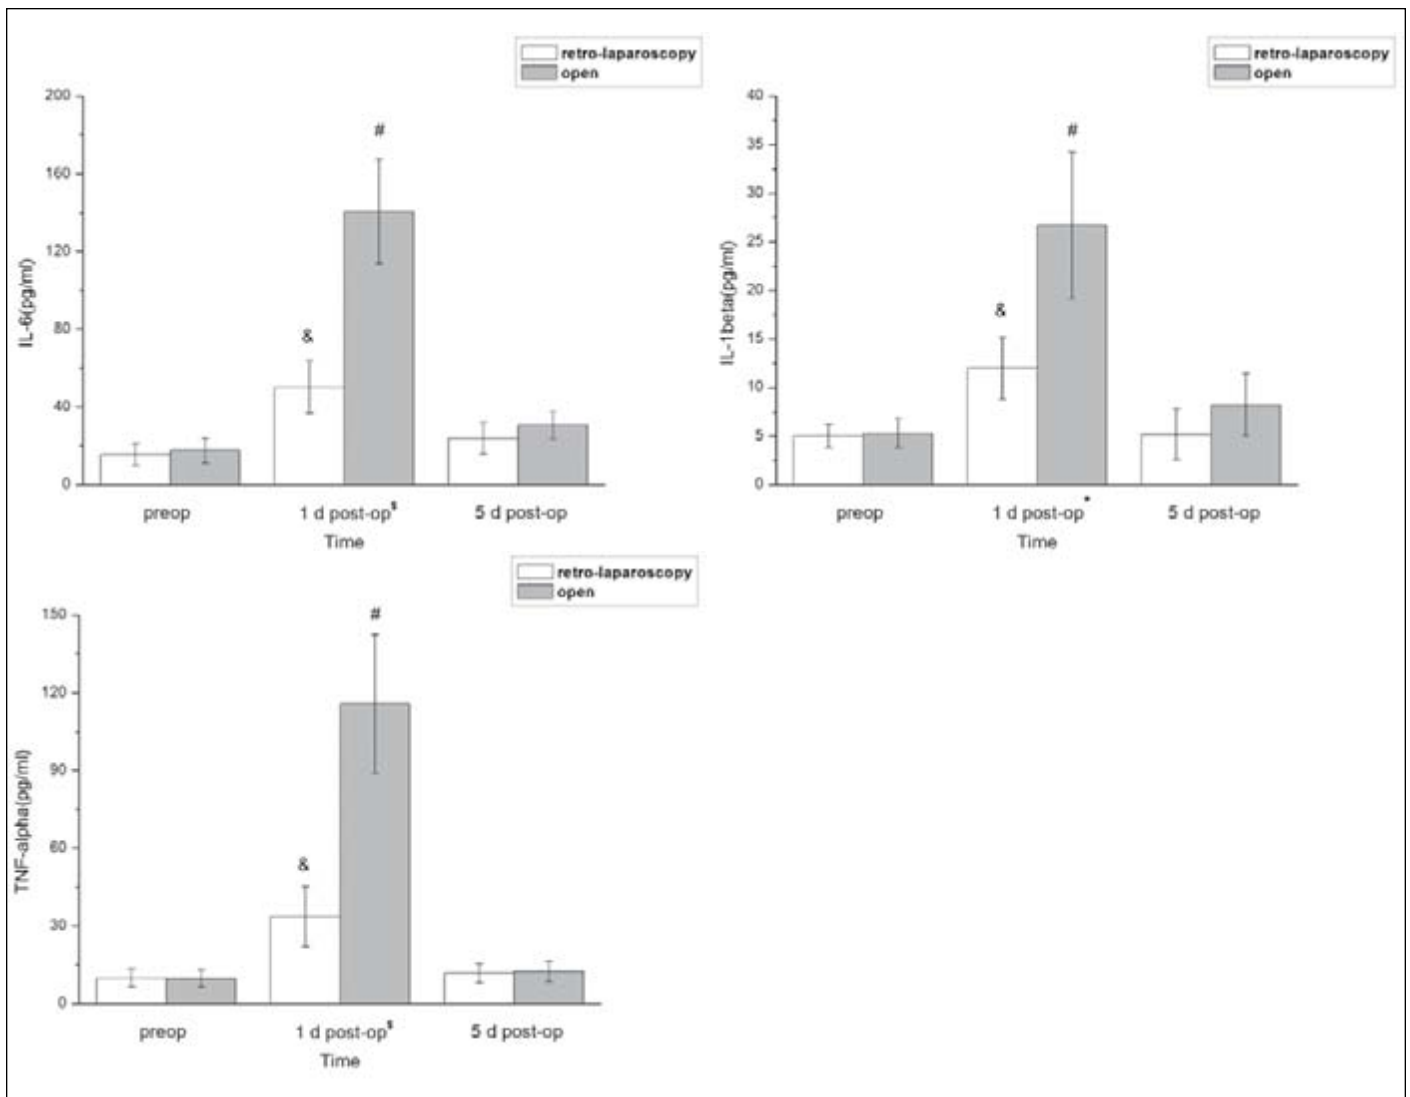 retro-laparoscopy
open
200
160
120
80
40
0
IL-6(pg/ml)
&
#
preop
1 d post-op$
5 d post-op
Time
retro-laparoscopy
open
40
35
30
25
20
15
10
5
0
IL-1beta(pg/ml)
&
#
preop
1 d post-op*
5 d post-op
Time
retro-laparoscopy
open
150
120
90
60
30
0
TNF-alpha(pg/ml)
&
#
preop
1 d post-op$
5 d post-op
Time